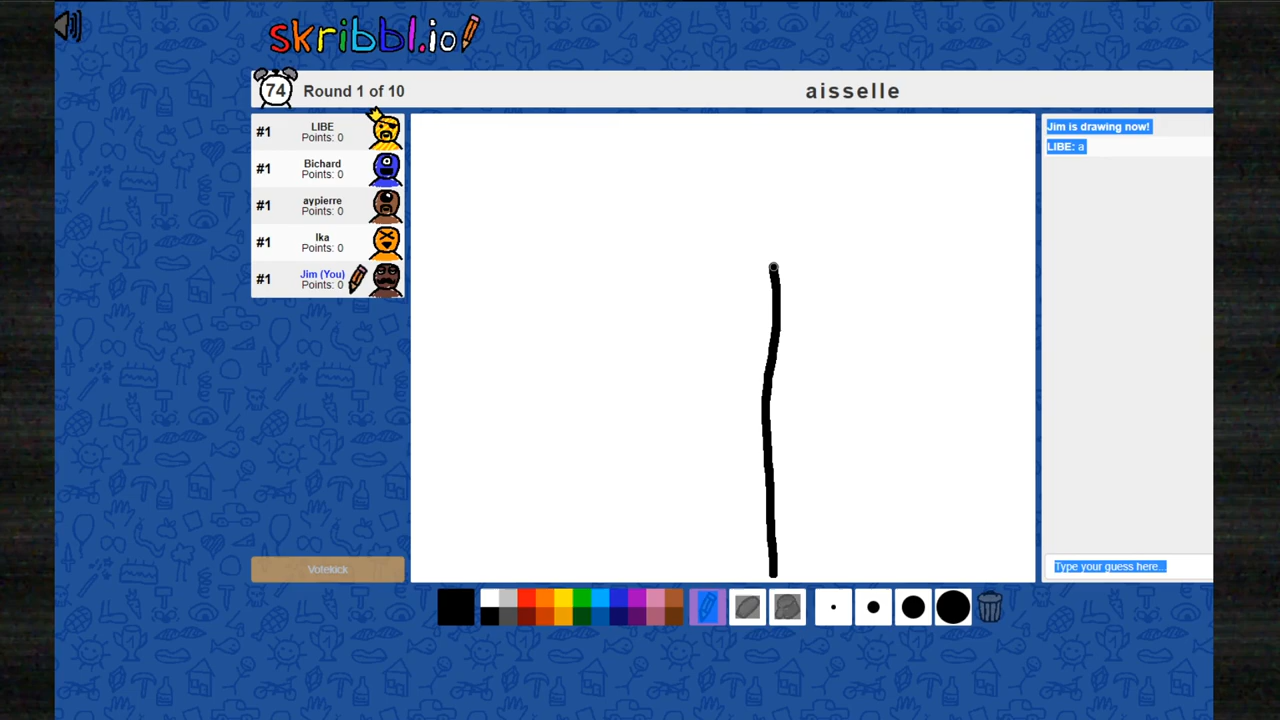 skribbl.io
74
Round 1 of 10
aisselle
#1
LIBE
Points: 0
#1
Bichard
Points: 0
#1
aypierre
Points: 0
#1
Ika
Points: 0
#1
Jim (You)
Points: 0
Votekick
Jim is drawing now!
LIBE: a
Type your guess here...